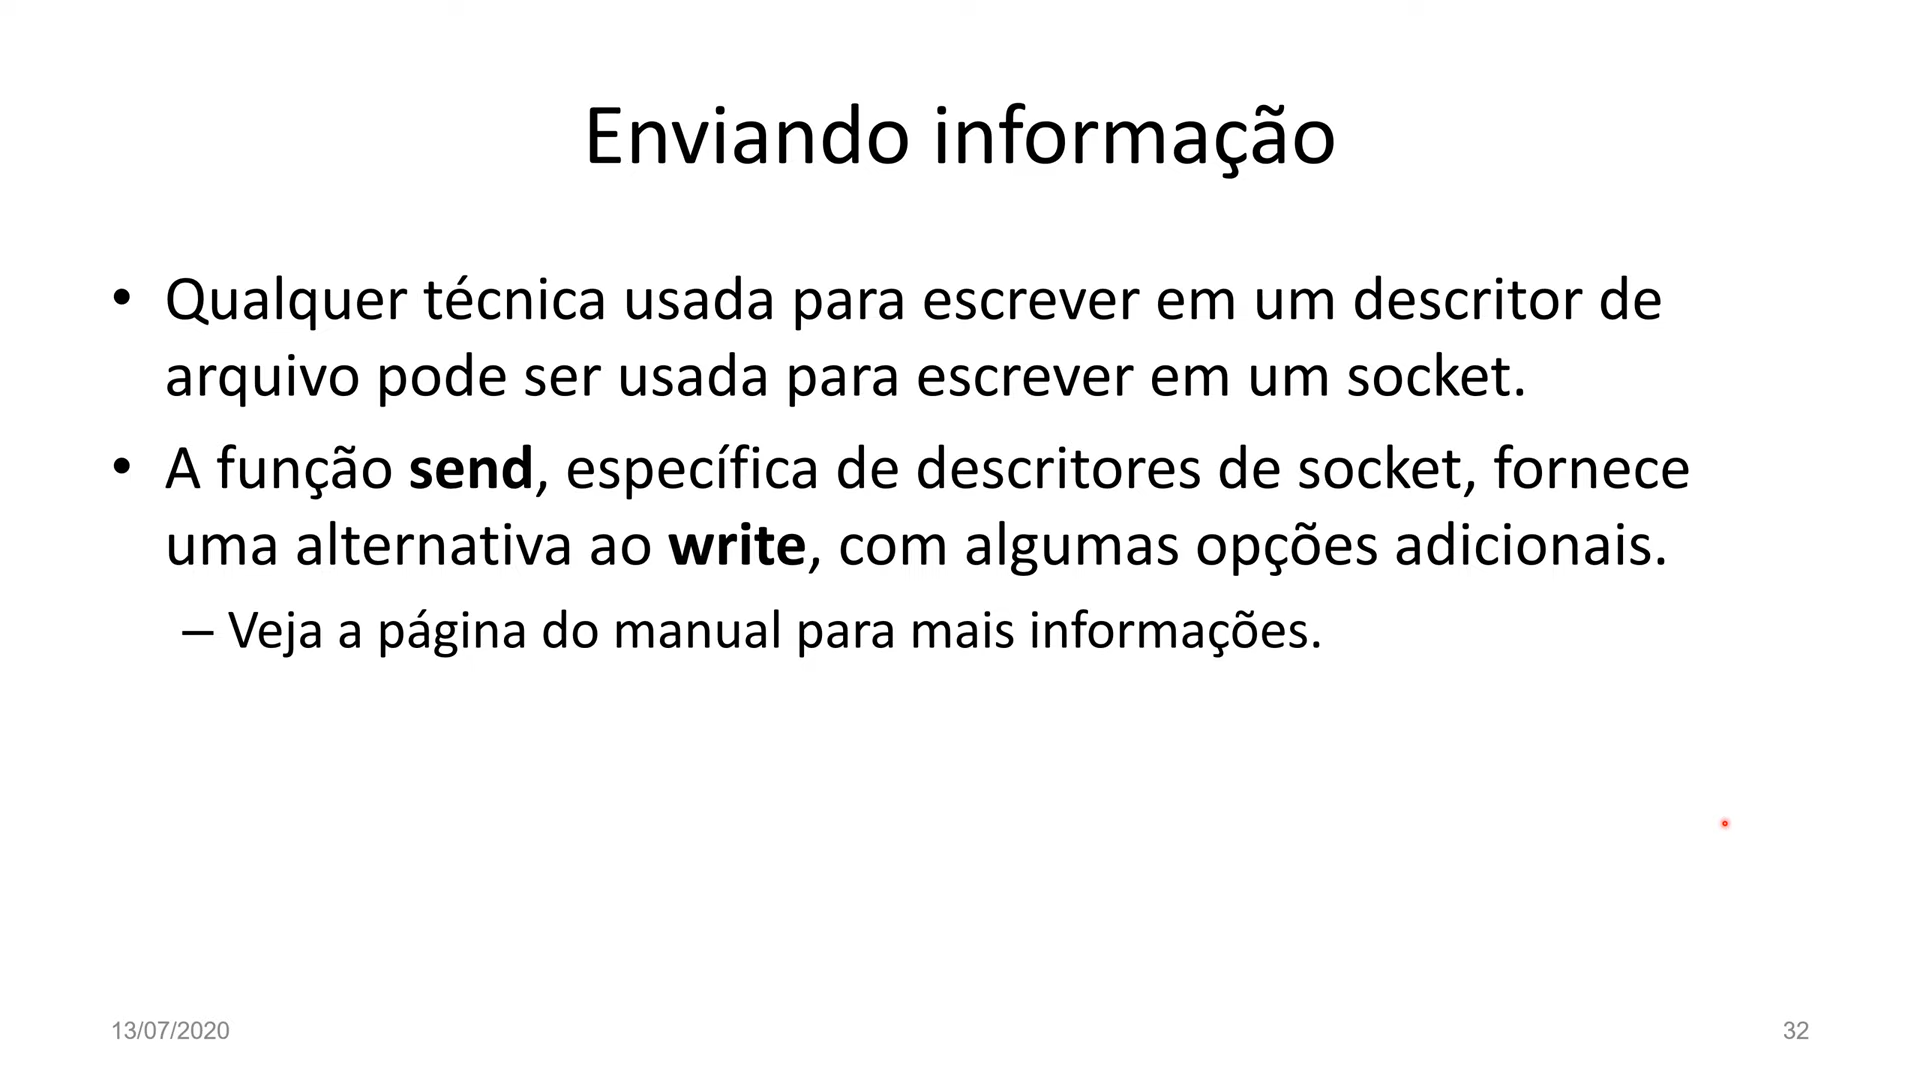 Enviando informação
• Qualquer técnica usada para escrever em um descritor de
arquivo pode ser usada para escrever em um socket.
• A função send, específica de descritores de socket, fornece
uma alternativa ao write, com algumas opções adicionais.
– Veja a página do manual para mais informações.
13/07/2020
32